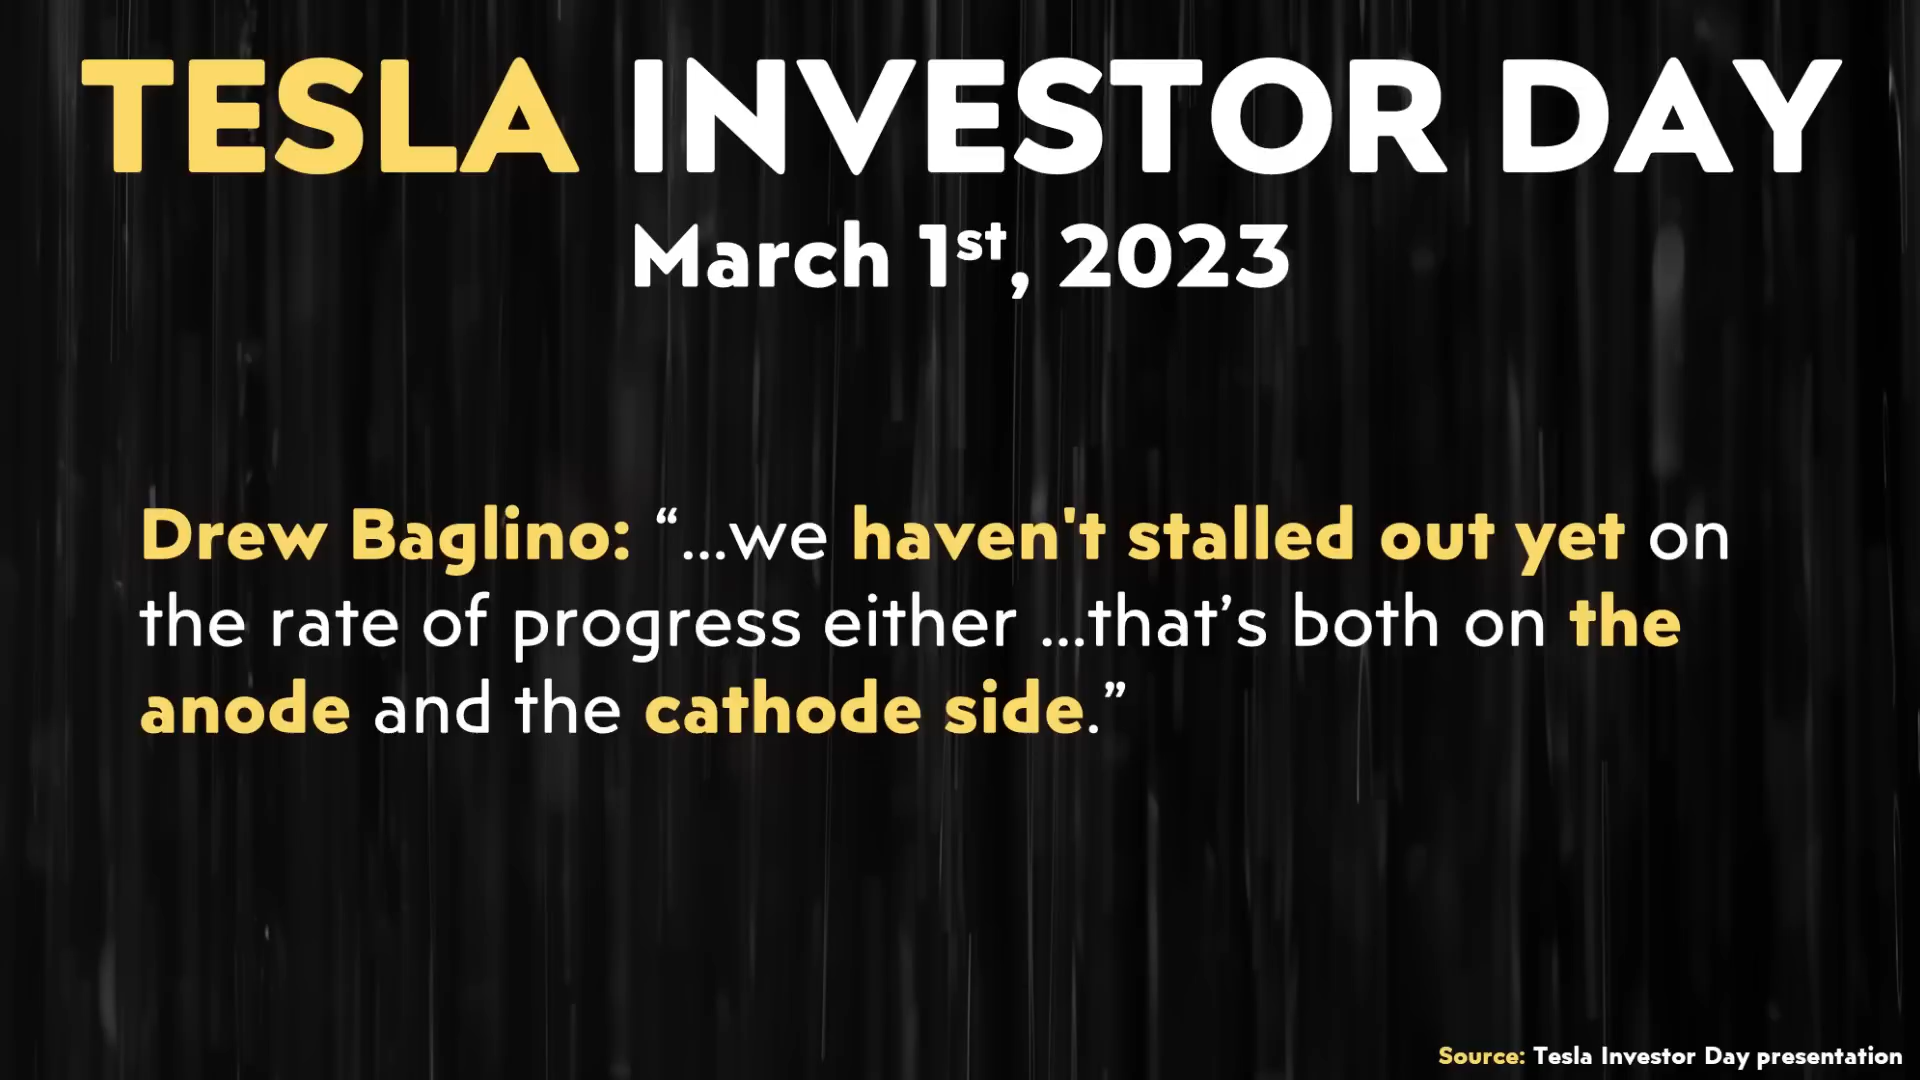 TESLA INVESTOR DAY
March 1st, 2023
Drew Baglino: “...we haven't stalled out yet on
the rate of progress either ...that’s both on the
anode and the cathode side.”
Source: Tesla Investor Day presentation